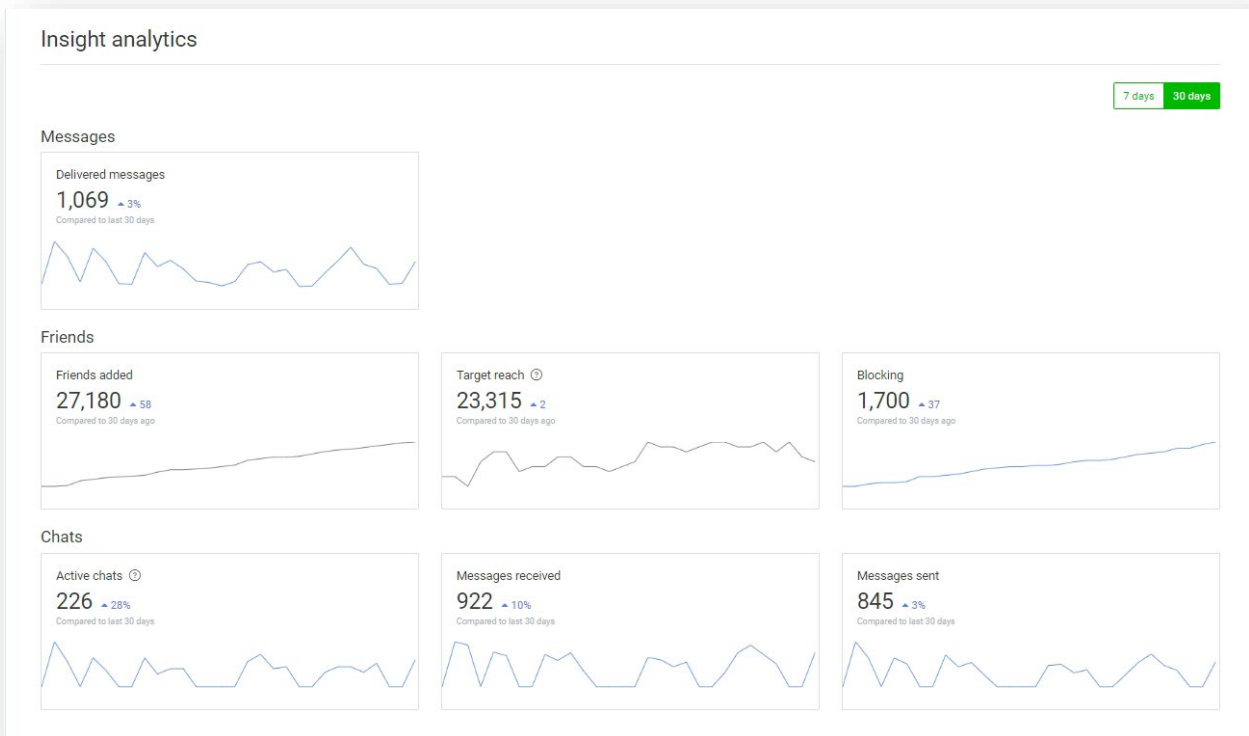 Insight analytics
7 days 30 days
Messages
Delivered messages
1,069 3%
Compared to last 30 days
Friends
Friends added
27,180 58
Compared to 30 days ago
Target reach ?
23,315 2
Compared to 30 days ago
Blocking
1,700 37
Compared to 30 days ago
Chats
Active chats ?
226 28%
Compared to last 30 days
Messages received
922 10%
Compared to last 30 days
Messages sent
845 3%
Compared to last 30 days